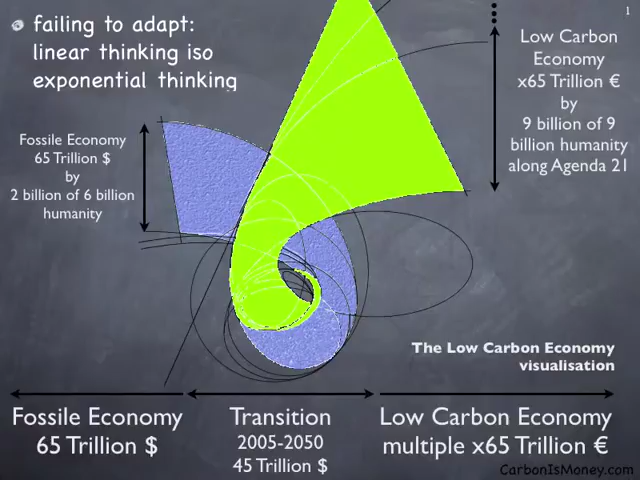 1
failing to adapt:
linear thinking iso
exponential thinking
Low Carbon
Economy
x65 Trillion €
by
9 billion of 9
billion humanity
along Agenda 21
Fossile Economy
65 Trillion $
by
2 billion of 6 billion
humanity
The Low Carbon Economy
visualisation
Fossile Economy
65 Trillion $
Transition
2005-2050
45 Trillion $
Low Carbon Economy
multiple x65 Trillion €
CarbonIsMoney.com